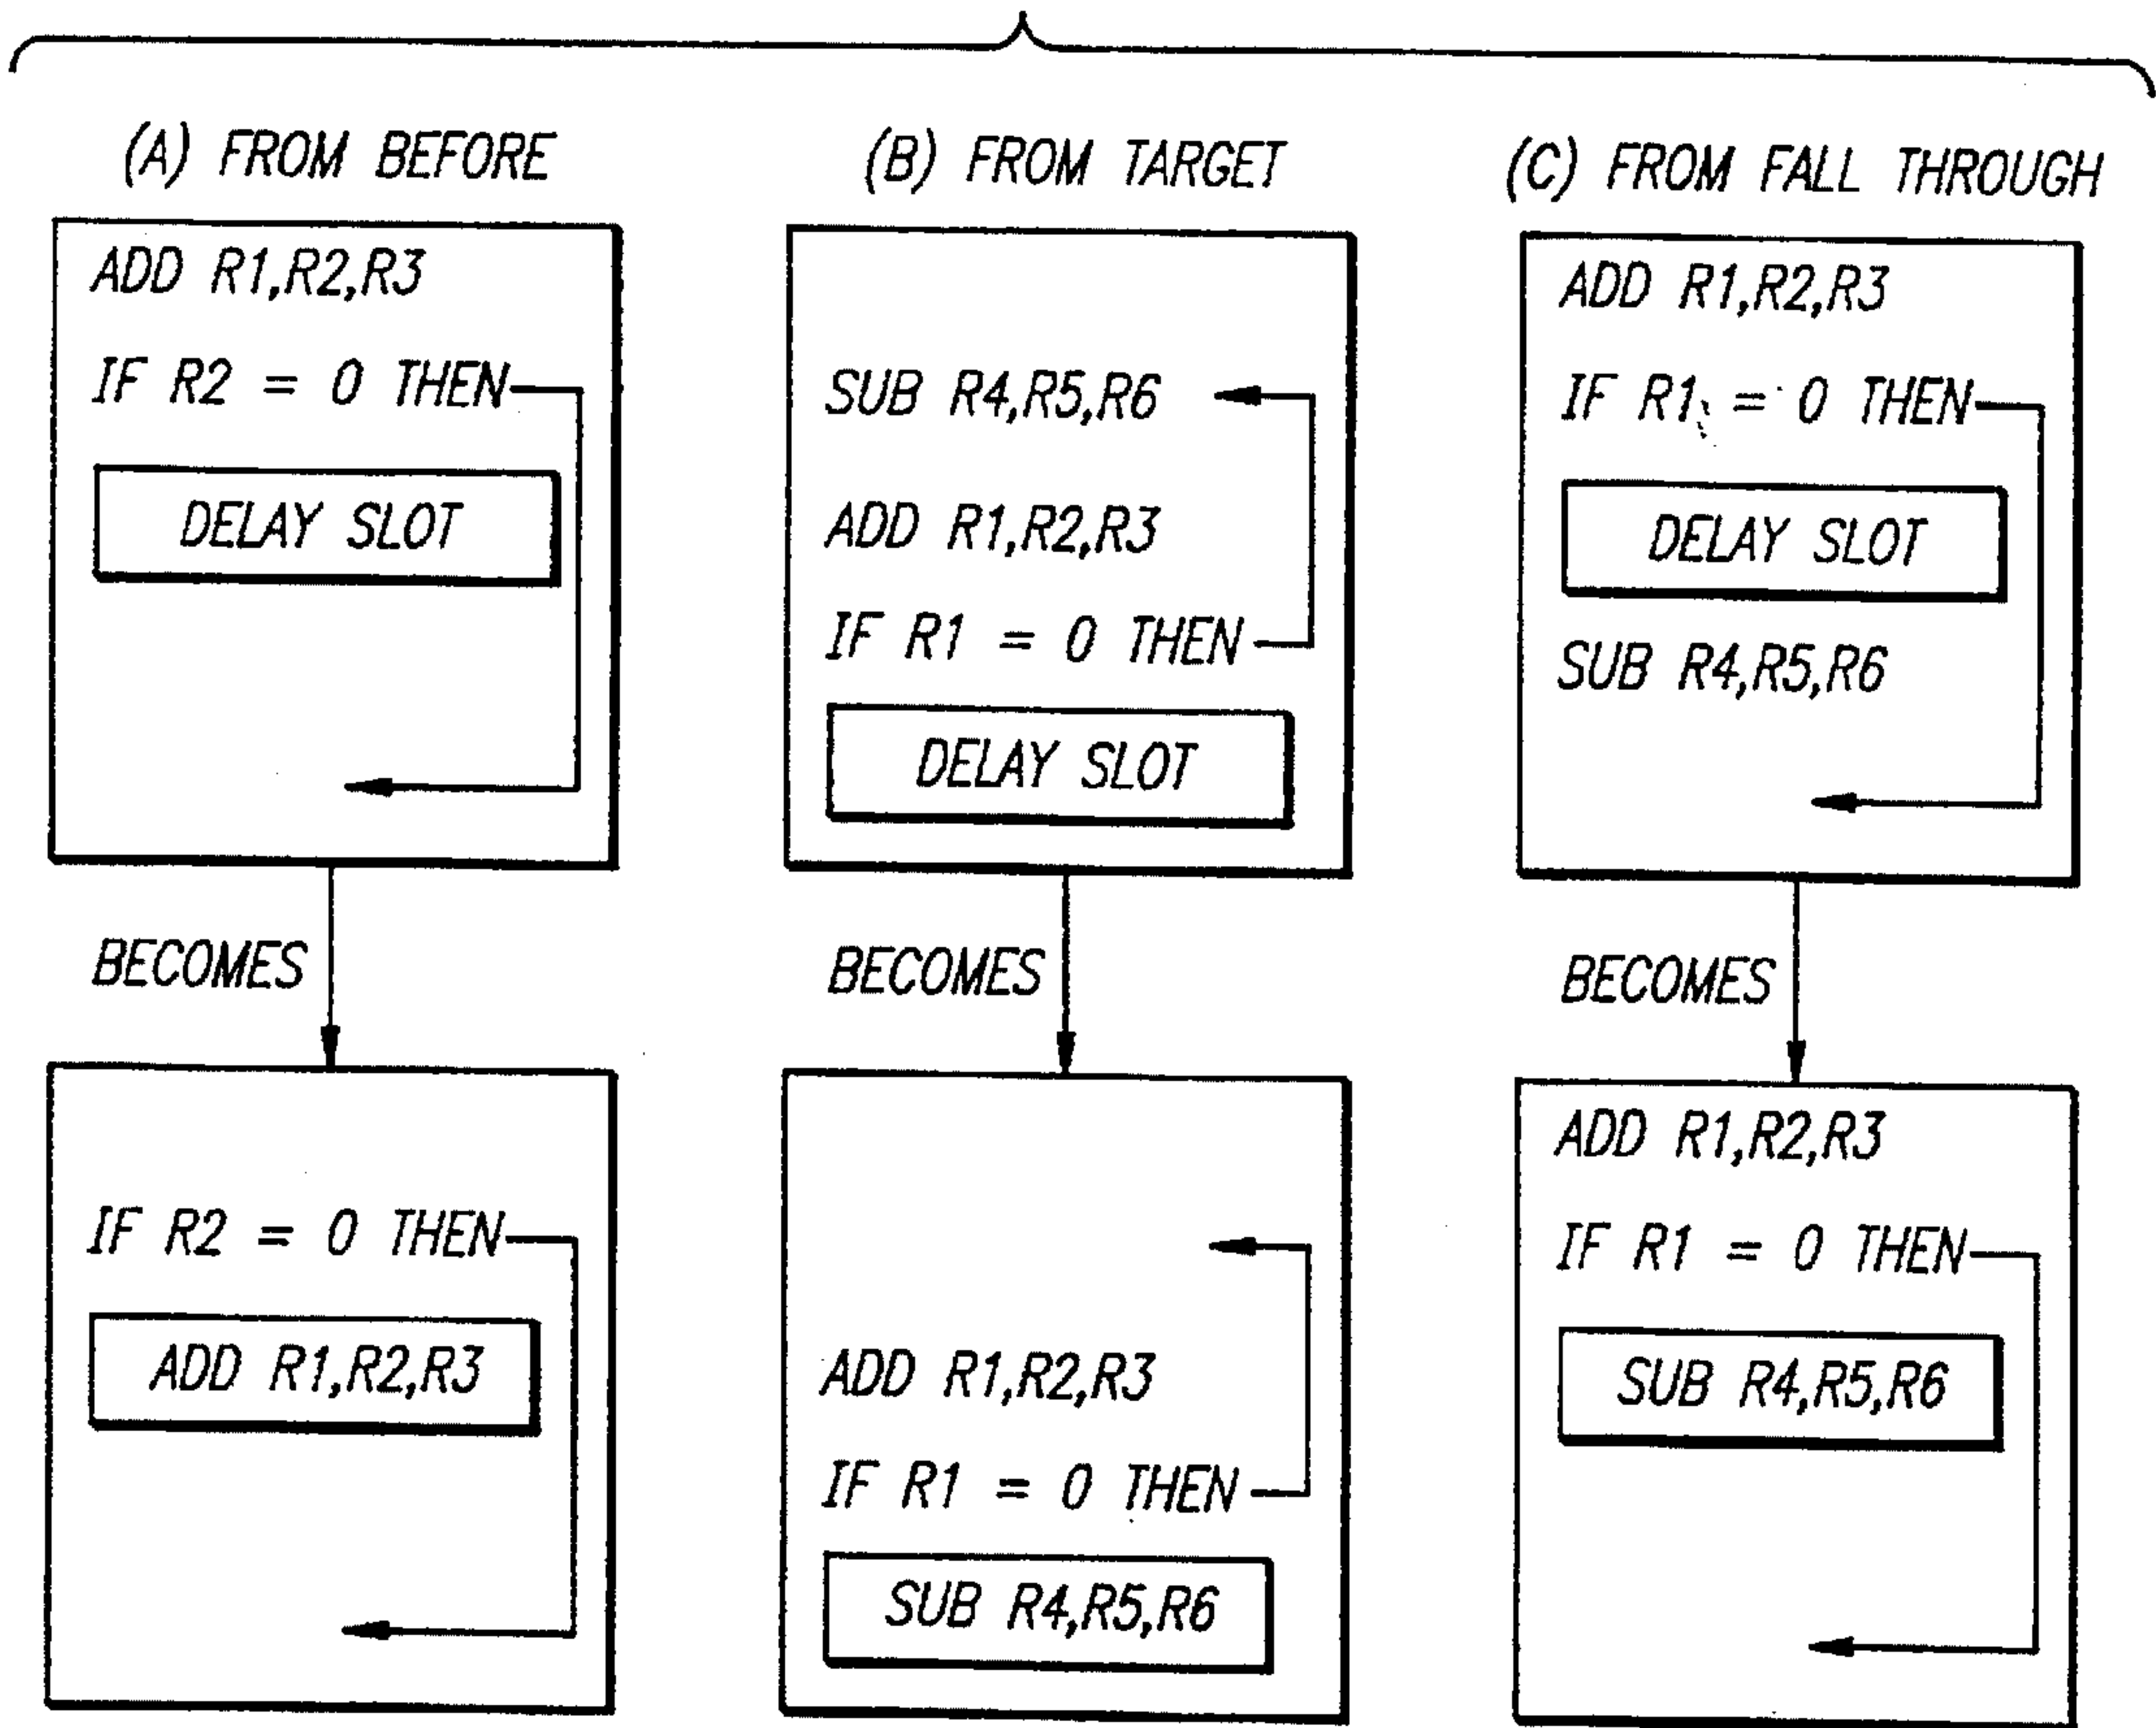 (A) FROM BEFORE
ADD R1,R2,R3
IF R2 = 0 THEN
DELAY SLOT
BECOMES
IF R2 = 0 THEN
ADD R1,R2,R3
(B) FROM TARGET
SUB R4,R5,R6
ADD R1,R2,R3
IF R1 = 0 THEN
DELAY SLOT
BECOMES
ADD R1,R2,R3
IF R1 = 0 THEN
SUB R4,R5,R6
(C) FROM FALL THROUGH
ADD R1,R2,R3
IF R1 = 0 THEN
DELAY SLOT
SUB R4,R5,R6
BECOMES
ADD R1,R2,R3
IF R1 = 0 THEN
SUB R4,R5,R6